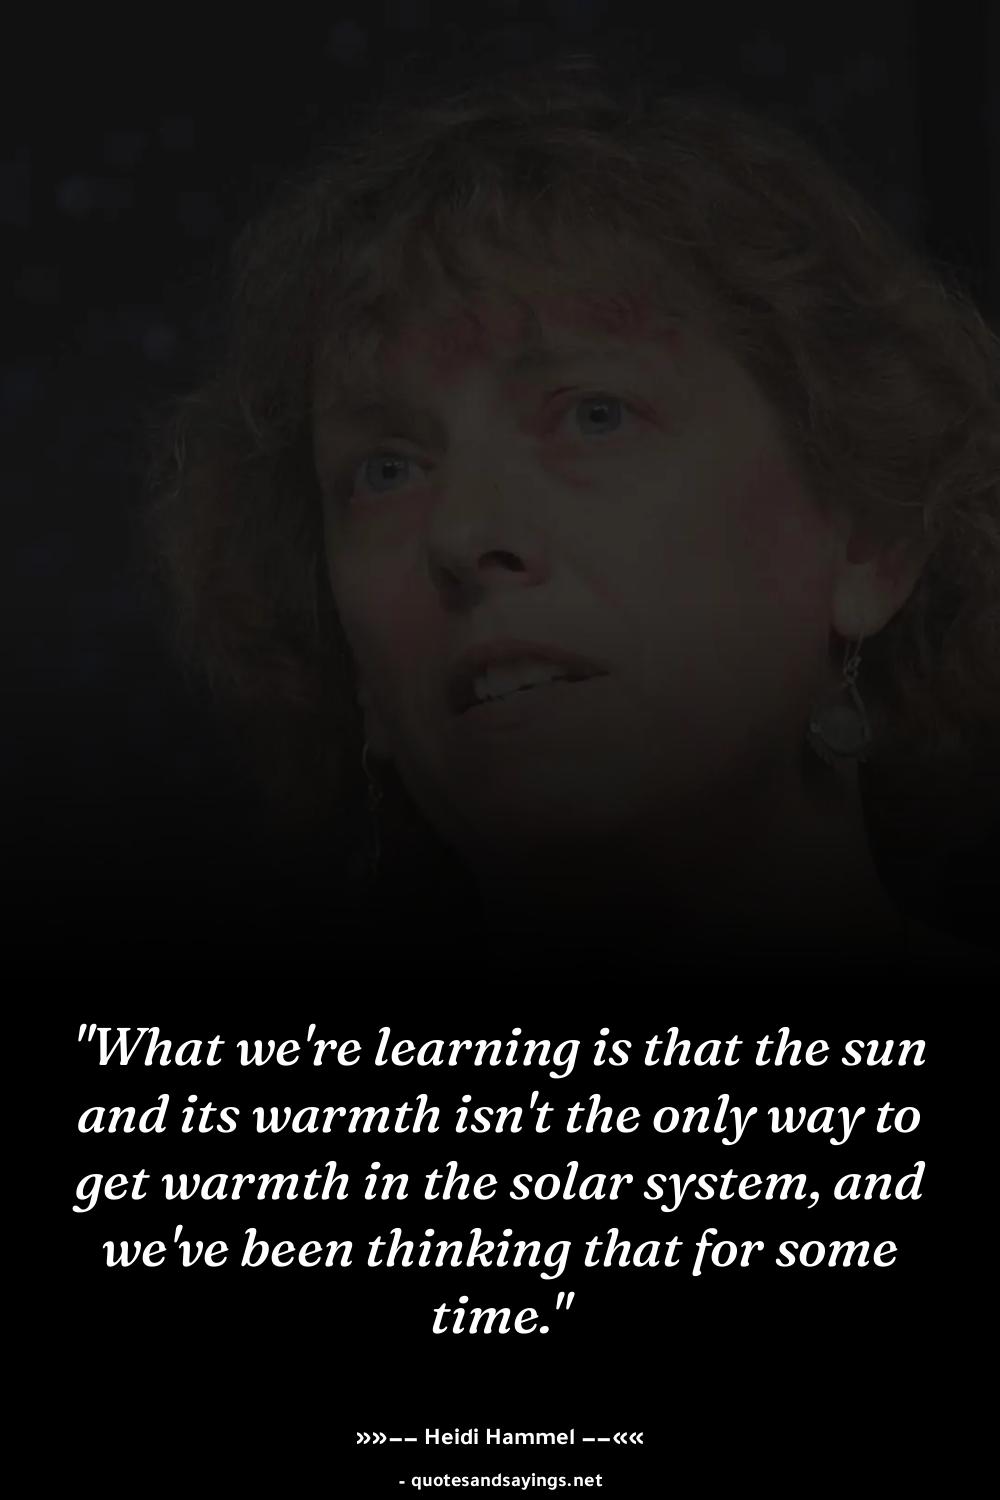 "What we're learning is that the sun
and its warmth isn't the only way to
get warmth in the solar system, and
we've been thinking that for some
time."
»»—— Heidi Hammel ——««
- quotesandsayings.net